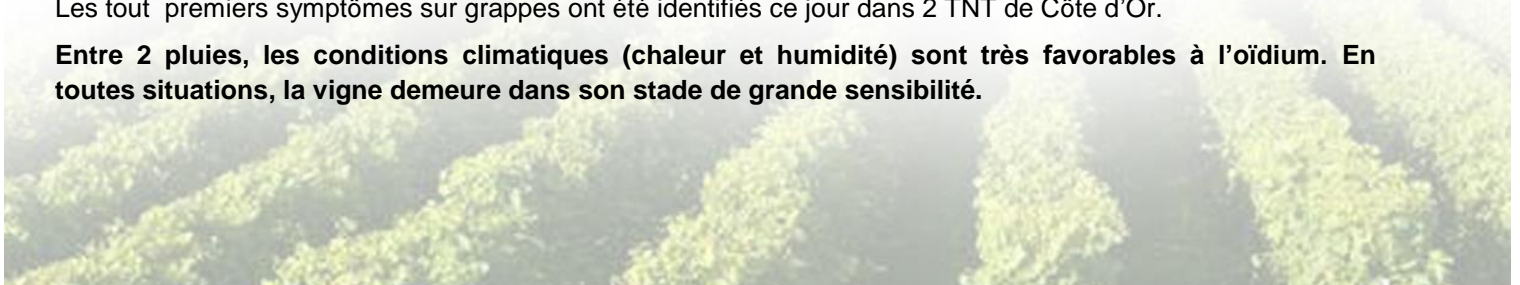 Les tout premiers symptômes sur grappes ont été identifiés ce jour dans 2 TNT de Côte d'Or.
Entre 2 pluies, les conditions climatiques (chaleur et humidité) sont très favorables à l'oïdium. En
toutes situations, la vigne demeure dans son stade de grande sensibilité.